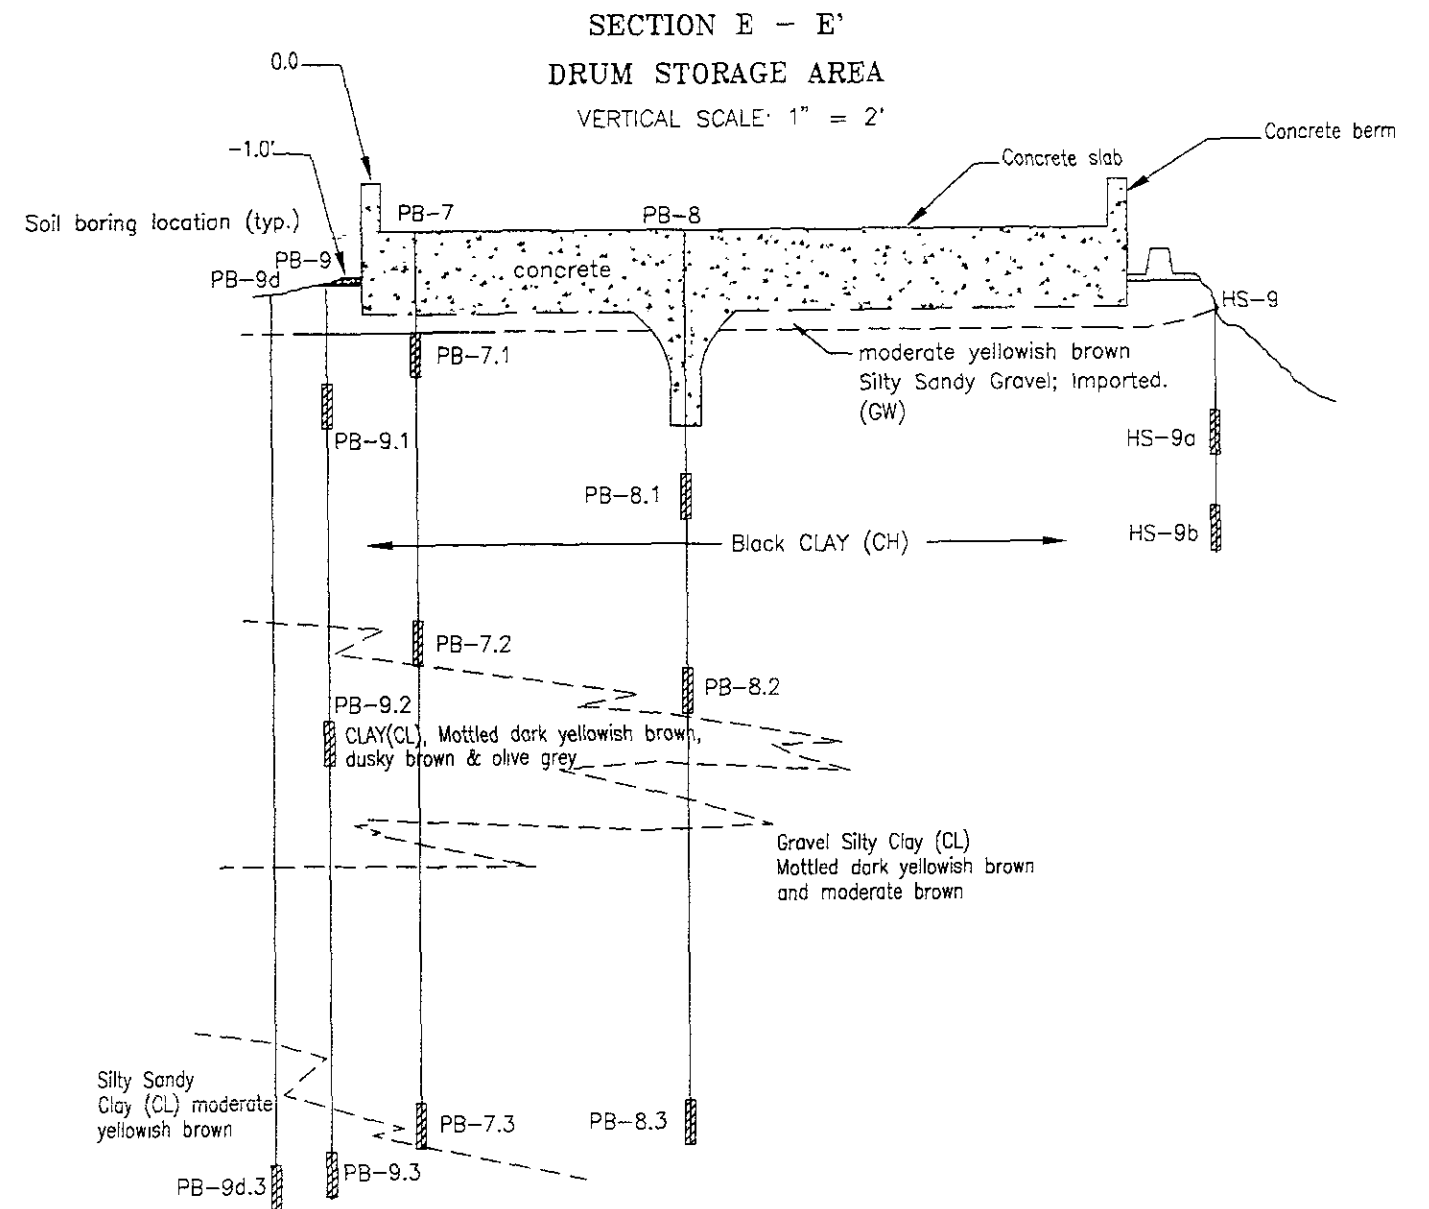 SECTION E - E'
DRUM STORAGE AREA
VERTICAL SCALE: 1" = 2'
0.0
-1.0'
Concrete berm
Concrete slab
Soil boring location (typ.)
PB-7
PB-8
PB-9
PB-9d
concrete
HS-9
PB-7.1
moderate yellowish brown
Silty Sandy Gravel; Imported.
(GW)
PB-9.1
HS-9a
PB-8.1
HS-9b
Black CLAY (CH)
PB-7.2
PB-8.2
PB-9.2
CLAY(CL), Mottled dark yellowish brown,
dusky brown & olive grey
Gravel Silty Clay (CL)
Mottled dark yellowish brown
and moderate brown
Silty Sandy
Clay (CL) moderate
yellowish brown
PB-7.3
PB-8.3
PB-9.3
PB-9d.3